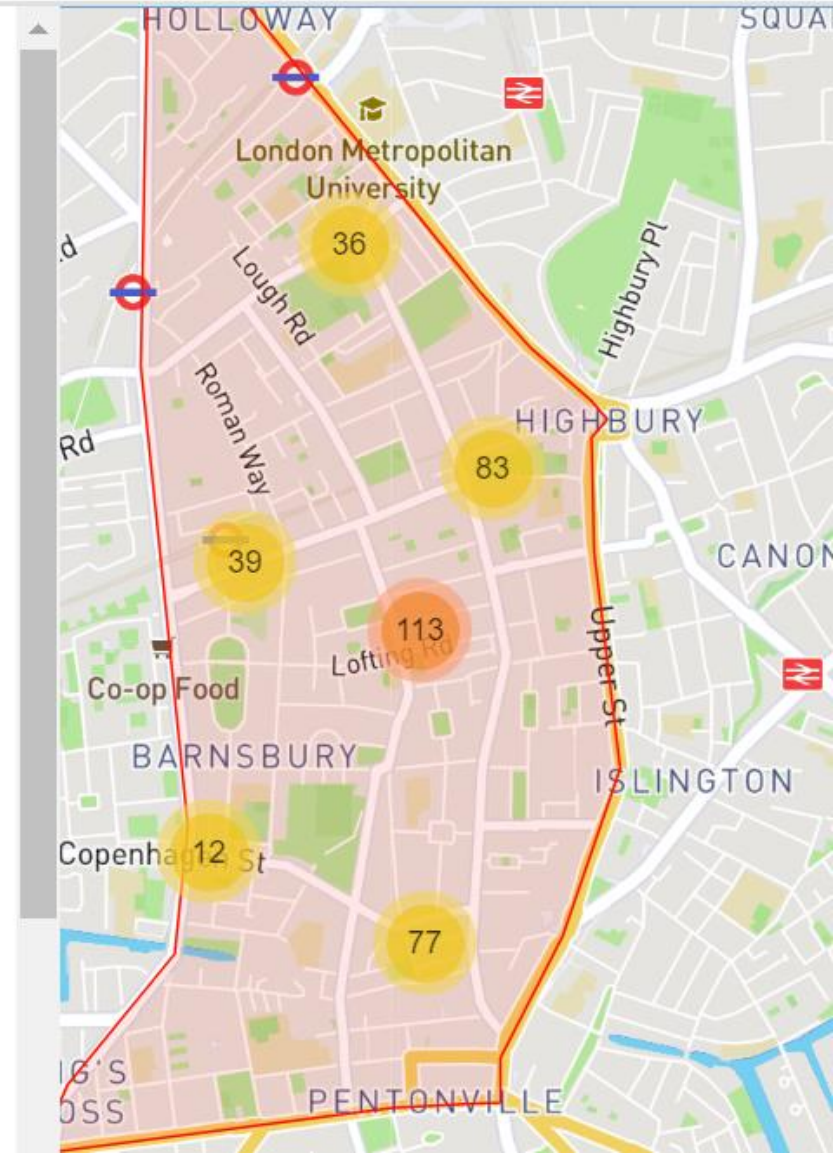 HOLLOWAY
SQUA
London Metropolitan
University
36
d
Lough Rd
Highbury Pl
Roman Way
HIGHBURY
Rd
83
39
CANON
113
Lofting Rd
Upper St
Co-op Food
BARNSBURY
ISLINGTON
Copenhagen St
12
77
G'S
OSS
PENTONVILLE